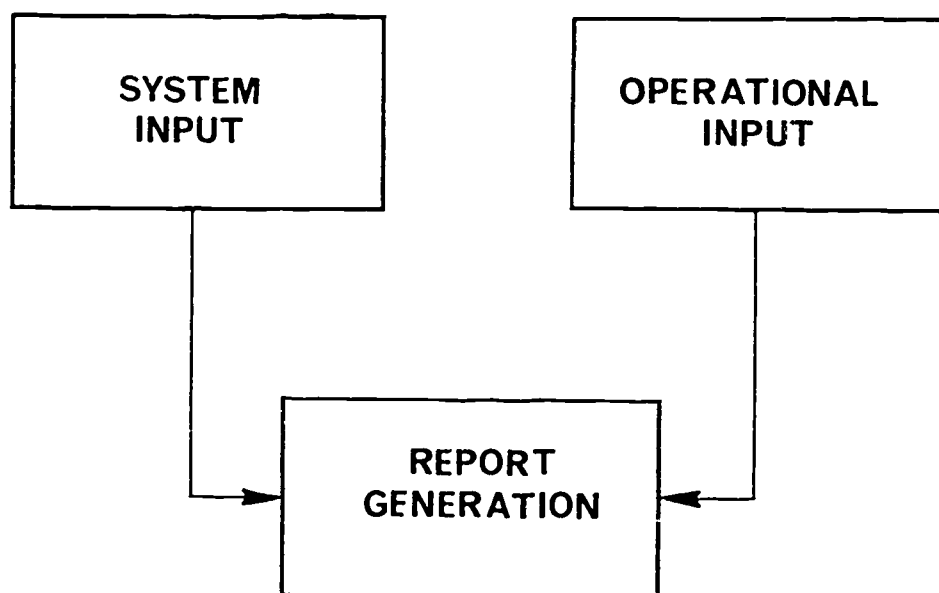 SYSTEM
INPUT
OPERATIONAL
INPUT
REPORT
GENERATION